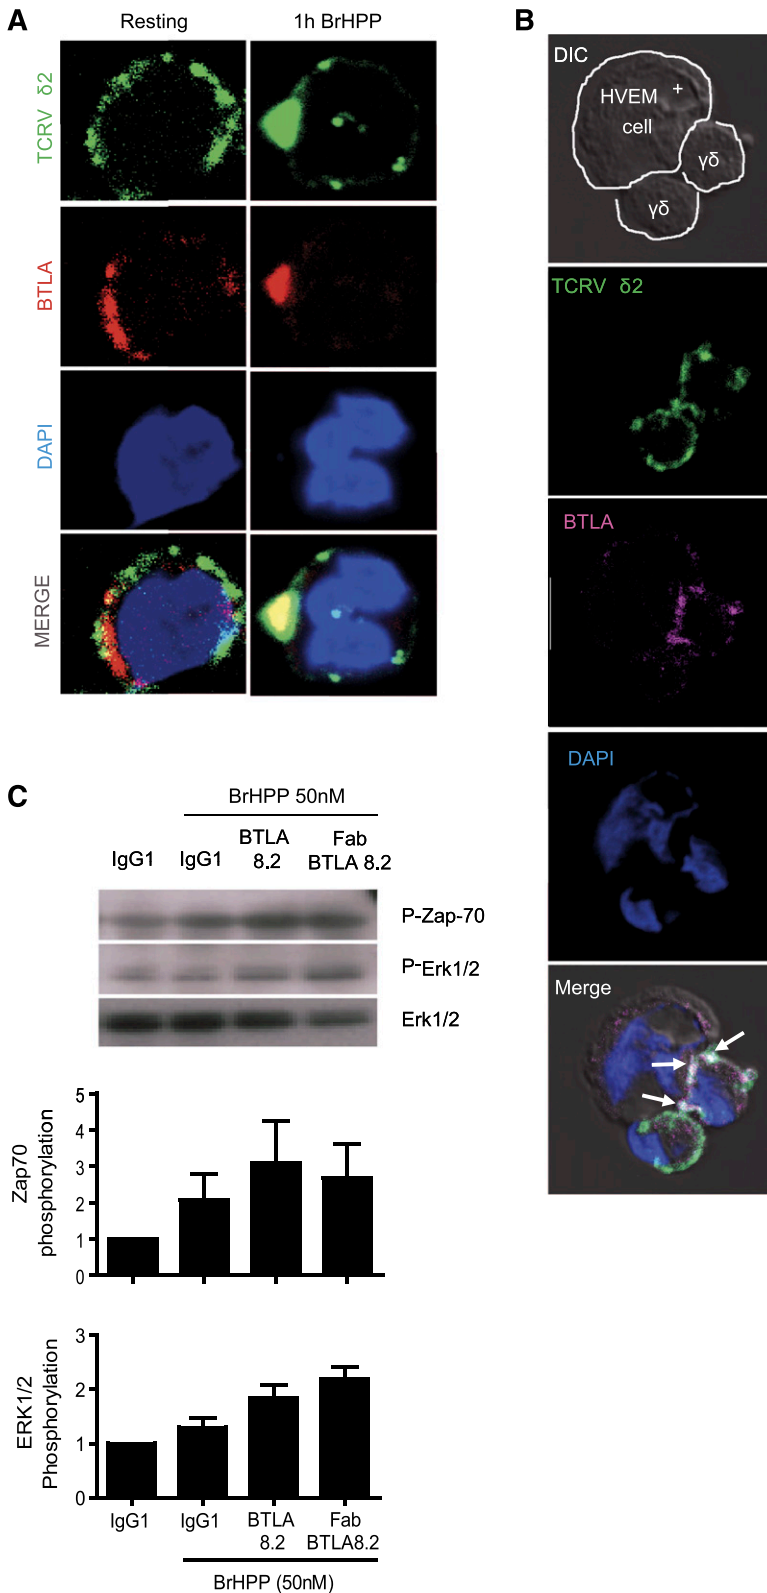 A
Resting
1h BrHPP
TCRV δ2
BTLA
DAPI
MERGE
B
DIC
HVEM +
cell
γδ
γδ
TCRV δ2
BTLA
DAPI
Merge
C
BrHPP 50nM
IgG1 IgG1 BTLA 8.2 Fab BTLA 8.2
P-Zap-70
P-Erk1/2
Erk1/2
Zap70
phosphorylation
5
4
3
2
1
0
ERK1/2
Phosphorylation
3
2
1
0
IgG1 IgG1 BTLA 8.2 Fab BTLA8.2
BrHPP (50nM)